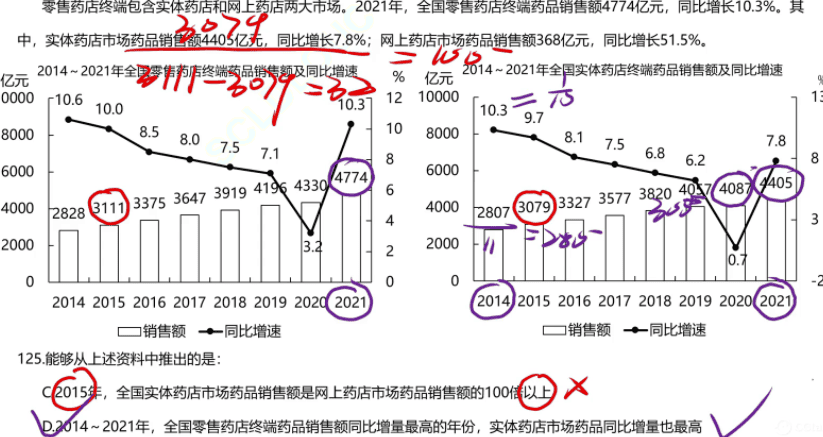 零售药店终端包含实体药店和网上药店两大市场。2021年，全国零售药店终端药品销售额4774亿元，同比增长10.3%。其
中，实体药店市场药品销售额4405亿元，同比增长7.8%；网上药店市场药品销售额368亿元，同比增长51.5%。
3079
3111-3079=32
亿元 2014～2021年全国零售药店终端药品销售额及同比增速 %
亿元 2014～2021年全国实体药店终端药品销售额及同比增速 %
0000 10.6 10.0 8.5 8.0 7.5 7.1 3.2 10.3 12
8000 10
6000 8
4000 6
2000 4
0 2
0
2828 3111 3375 3647 3919 4196 4330 4774
2014 2015 2016 2017 2018 2019 2020 2021
销售额 同比增速
10000 10.3 9.7 8.1 7.5 6.8 6.2 0.7 7.8 13
8000 8
6000 3
4000 -2
2000
0
2807 3079 3327 3577 3820 4057 4087 4405
2014 2015 2016 2017 2018 2019 2020 2021
销售额 同比增速
125.能够从上述资料中推出的是：
C.2015年，全国实体药店市场药品销售额是网上药店市场药品销售额的100倍以上
D.2014～2021年，全国零售药店终端药品销售额同比增量最高的年份，实体药店市场药品同比增量也最高